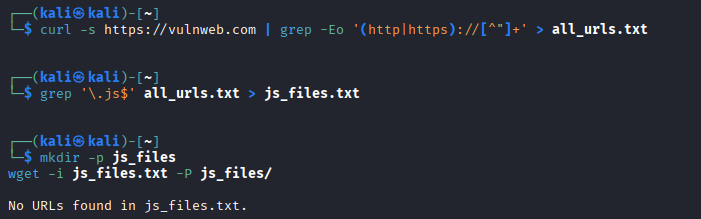 ┌──(kali㉿kali)-[~]
└─$ curl -s https://vulnweb.com | grep -Eo '(http|https)://[^"]+' > all_urls.txt
┌──(kali㉿kali)-[~]
└─$ grep '\.js$' all_urls.txt > js_files.txt
┌──(kali㉿kali)-[~]
└─$ mkdir -p js_files
wget -i js_files.txt -P js_files/
No URLs found in js_files.txt.